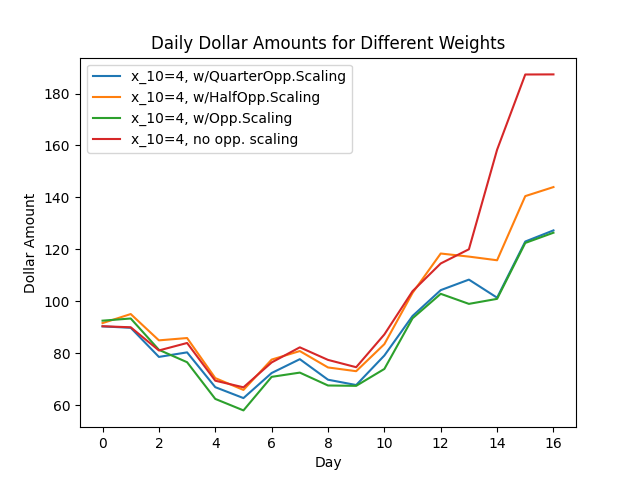 Daily Dollar Amounts for Different Weights
x_10=4, w/QuarterOpp.Scaling
x_10=4, w/HalfOpp.Scaling
x_10=4, w/Opp.Scaling
x_10=4, no opp. scaling
Dollar Amount
180
160
140
120
100
80
60
0 2 4 6 8 10 12 14 16
Day